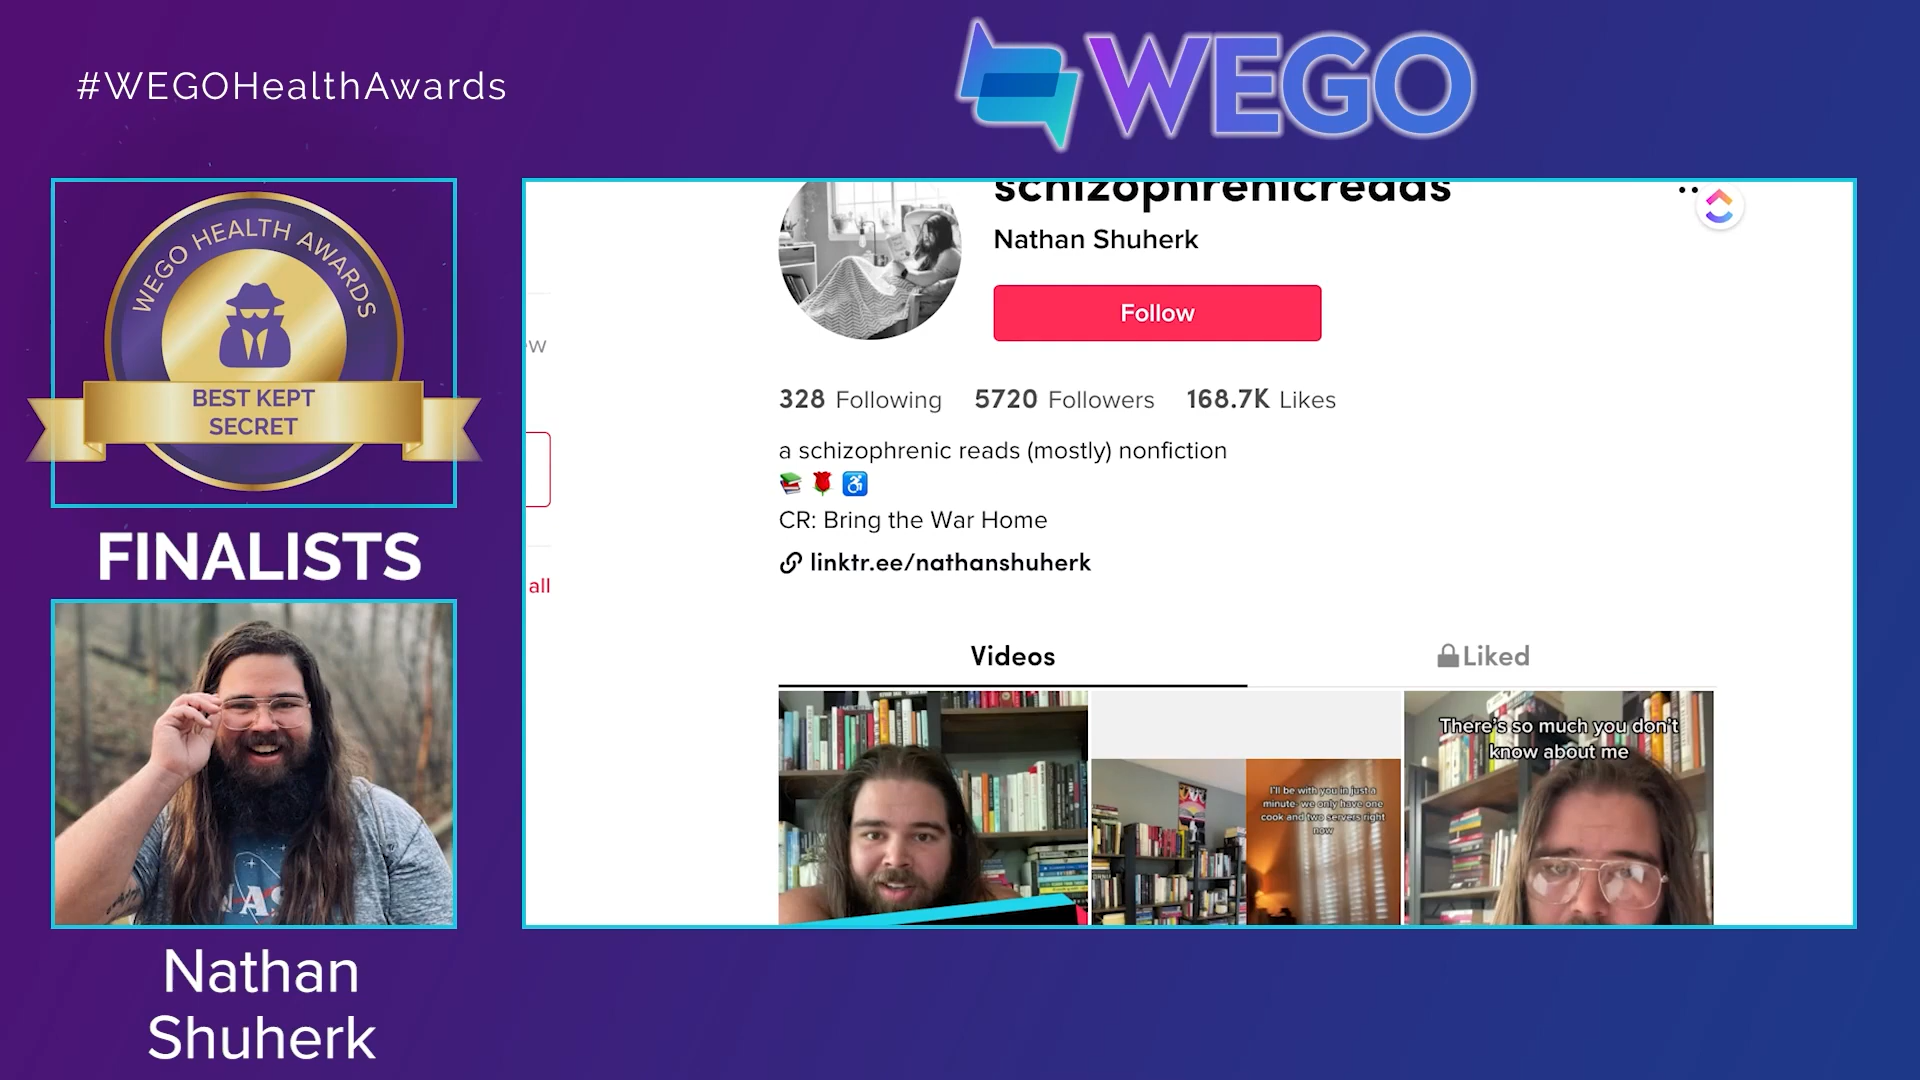 #WEGOHealthAwards
WEGO
WEGO HEALTH AWARDS
BEST KEPT
SECRET
FINALISTS
Nathan
Shuherk
schizophrenicreads
Nathan Shuherk
Follow
328 Following 5720 Followers 168.7K Likes
a schizophrenic reads (mostly) nonfiction
CR: Bring the War Home
linktr.ee/nathanshuherk
ew
all
Videos
Liked
I'll be with you in just a
minute- we only have one
cook and two servers right
now
There's so much you don't
know about me